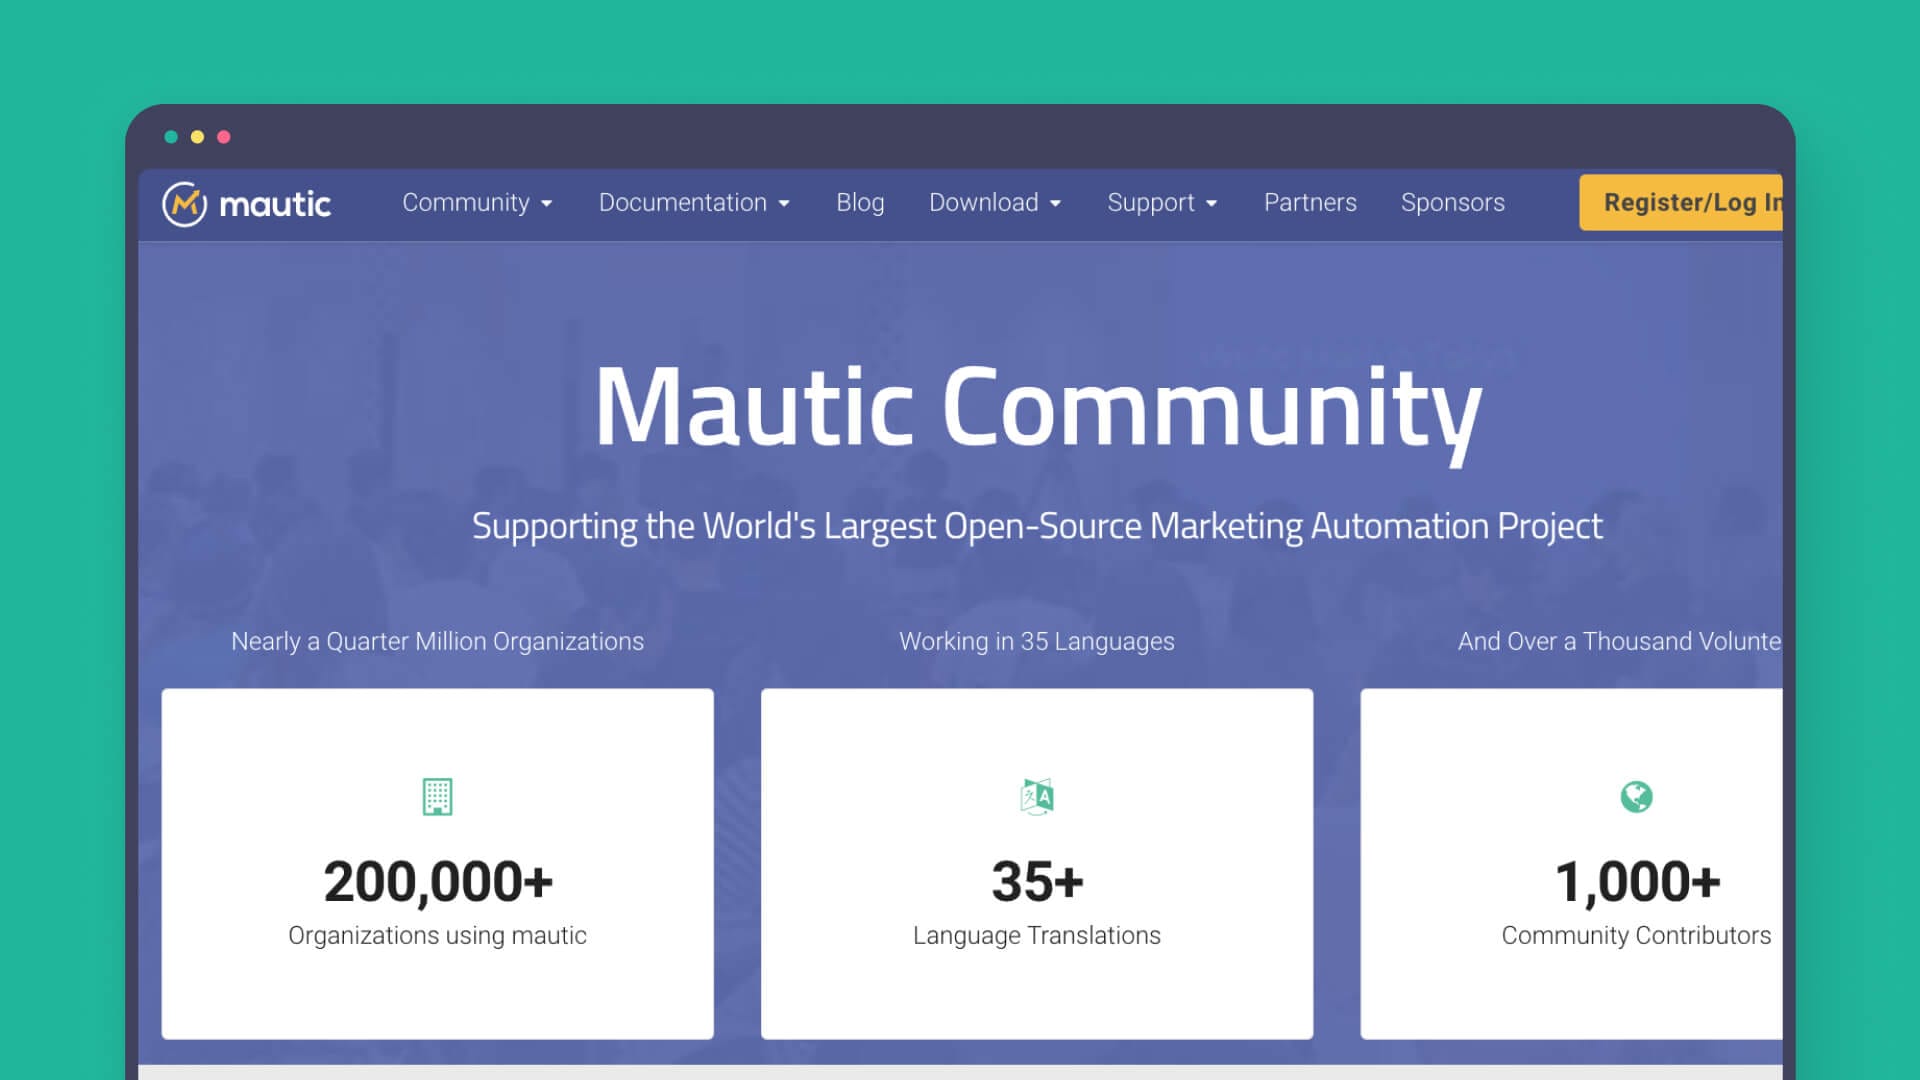 mautic
Community
Documentation
Blog
Download
Support
Partners
Sponsors
Register/Log In
Mautic Community
Supporting the World's Largest Open-Source Marketing Automation Project
Nearly a Quarter Million Organizations
Working in 35 Languages
And Over a Thousand Volunte
200,000+
Organizations using mautic
35+
Language Translations
1,000+
Community Contributors